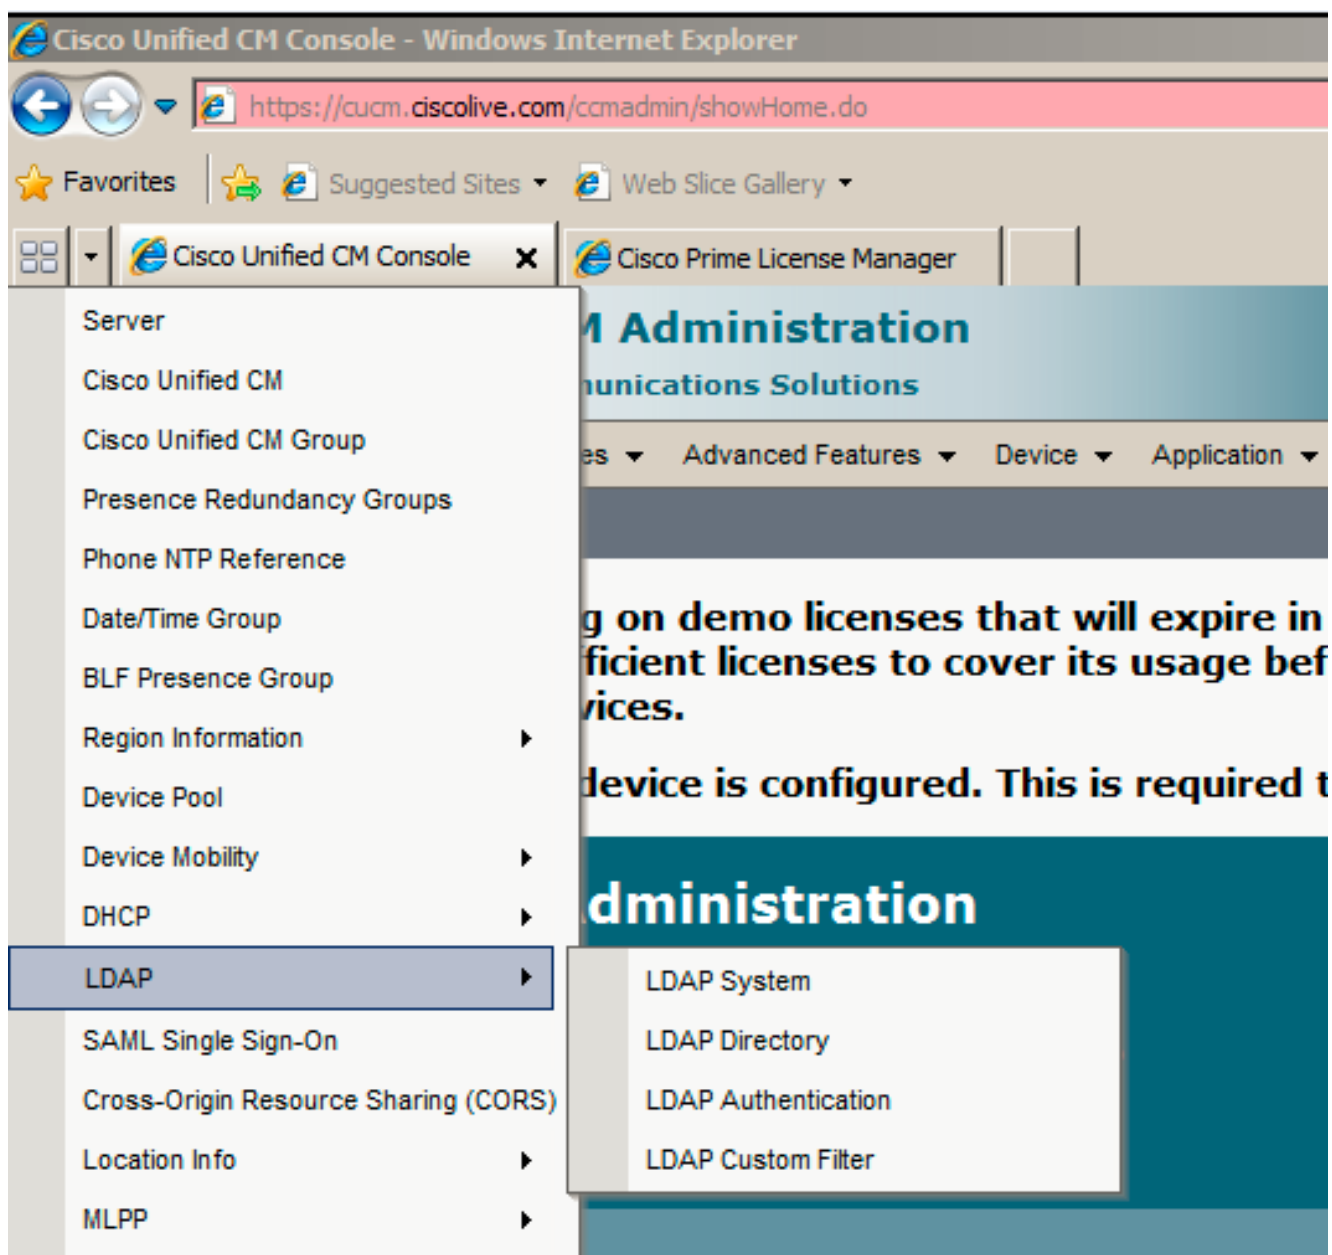 Cisco Unified CM Console - Windows Internet Explorer
https://cucm.ciscolive.com/ccmadmin/showHome.do
Favorites Suggested Sites Web Slice Gallery
Cisco Unified CM Console Cisco Prime License Manager
Server
Cisco Unified CM
Cisco Unified CM Group
Presence Redundancy Groups
Phone NTP Reference
Date/Time Group
BLF Presence Group
Region Information
Device Pool
Device Mobility
DHCP
LDAP
SAML Single Sign-On
Cross-Origin Resource Sharing (CORS)
Location Info
MLPP
LDAP System
LDAP Directory
LDAP Authentication
LDAP Custom Filter
M Administration
unications Solutions
es Advanced Features Device Application
g on demo licenses that will expire in
ficient licenses to cover its usage bef
vices.
device is configured. This is required t
dministration